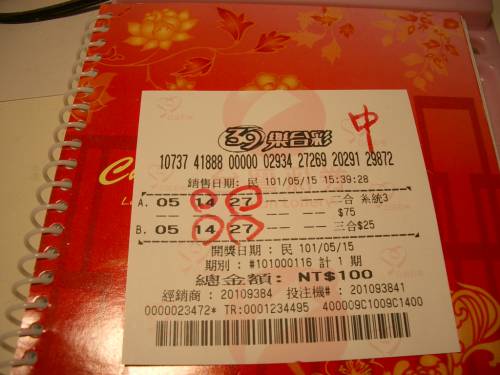 39樂合彩
中
10737 41888 00000 02934 27269 20291 29872
銷售日期: 民 101/05/15 15:39:28
A. 05 14 27 -- -- -- 三合 系統3
-- -- -- -- -- -- $75
B. 05 14 27 -- -- -- 三合$25
開獎日期 : 民 101/05/15
期別 : #101000116 計 1 期
總金額: NT$100
經銷商 : 20109384 投注機# : 201093841
0000023472* TR:0001234495 400009C1009C1400